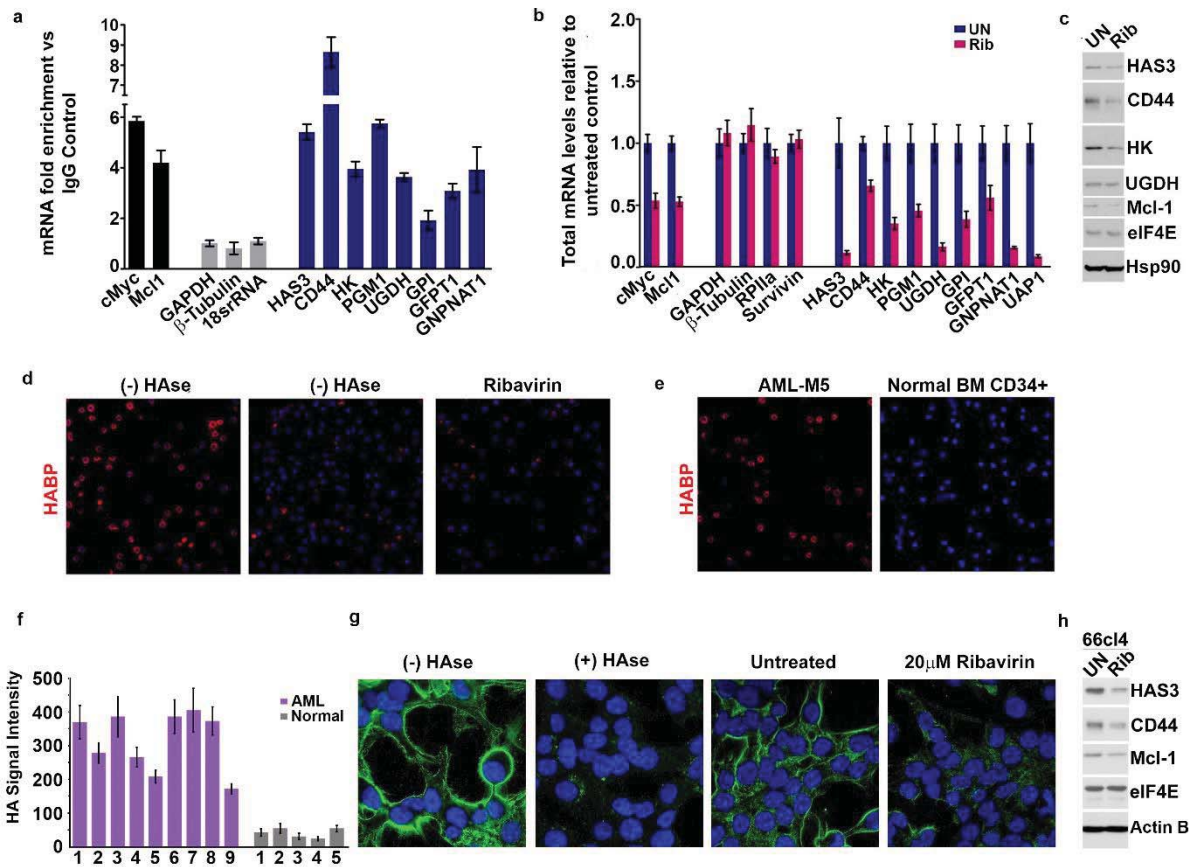 a
mRNA fold enrichment vs
IgG Control
10
9
8
7
6
4
2
0
cMyc
Mcl1
GAPDH
β-Tubulin
18srRNA
HAS3
CD44
HK
PGM1
UGDH
GPI
GFPT1
GNPNAT1
b
Total mRNA levels relative to
untreated control
2.0
1.5
1.0
0.5
0.0
UN
Rib
cMyc
Mcl1
GAPDH
β-Tubulin
RPIIa
Survivin
HAS3
CD44
HK
PGM1
UGDH
GPI
GFPT1
GNPNAT1
UAP1
c
UN Rib
HAS3
CD44
HK
UGDH
Mcl-1
eIF4E
Hsp90
d
(-) HAse (-) HAse Ribavirin
HABP
e
AML-M5 Normal BM CD34+
HABP
f
HA Signal Intensity
500
400
300
200
100
0
AML
Normal
1 2 3 4 5 6 7 8 9 1 2 3 4 5
g
(-) HAse (+) HAse Untreated 20μM Ribavirin
h
66cl4
UN Rib
HAS3
CD44
Mcl-1
eIF4E
Actin B